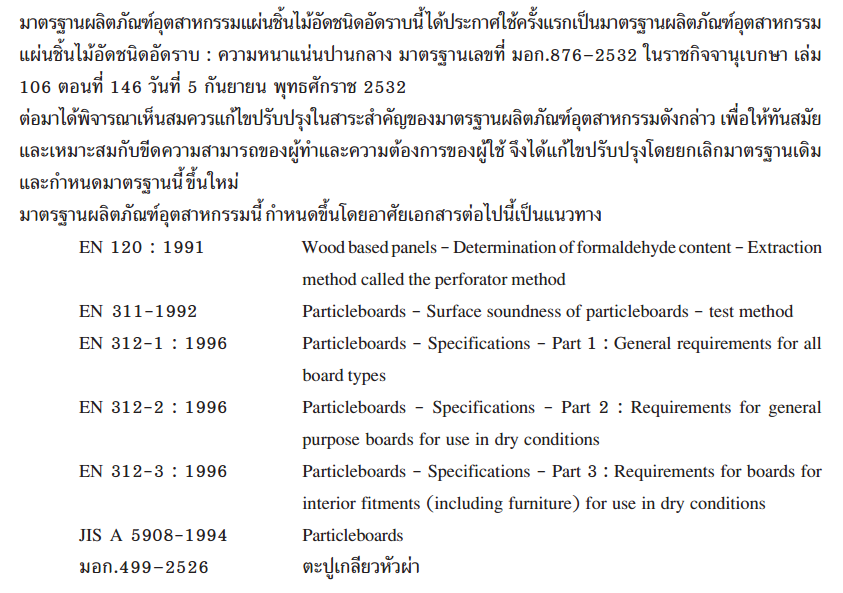 มาตรฐานผลิตภัณฑ์อุตสาหกรรมแผ่นชิ้นไม้อัดชนิดอัดราบนี้ได้ประกาศใช้ครั้งแรกเป็นมาตรฐานผลิตภัณฑ์อุตสาหกรรม
แผ่นชิ้นไม้อัดชนิดอัดราบ : ความหนาแน่นปานกลาง มาตรฐานเลขที่ มอก.876-2532 ในราชกิจจานุเบกษา เล่ม
106 ตอนที่ 146 วันที่ 5 กันยายน พุทธศักราช 2532
ต่อมาได้พิจารณาเห็นสมควรแก้ไขปรับปรุงในสาระสำคัญของมาตรฐานผลิตภัณฑ์อุตสาหกรรมดังกล่าว เพื่อให้ทันสมัย
และเหมาะสมกับขีดความสามารถของผู้ทำและความต้องการของผู้ใช้ จึงได้แก้ไขปรับปรุงโดยยกเลิกมาตรฐานเดิม
และกำหนดมาตรฐานนี้ขึ้นใหม่
มาตรฐานผลิตภัณฑ์อุตสาหกรรมนี้ กำหนดขึ้นโดยอาศัยเอกสารต่อไปนี้เป็นแนวทาง
EN 120 : 1991 Wood based panels - Determination of formaldehyde content - Extraction
method called the perforator method
EN 311-1992 Particleboards - Surface soundness of particleboards - test method
EN 312-1 : 1996 Particleboards - Specifications - Part 1 : General requirements for all
board types
EN 312-2 : 1996 Particleboards - Specifications - Part 2 : Requirements for general
purpose boards for use in dry conditions
EN 312-3 : 1996 Particleboards - Specifications - Part 3 : Requirements for boards for
interior fitments (including furniture) for use in dry conditions
JIS A 5908-1994 Particleboards
มอก.499-2526 ตะปูเกลียวหัวผ่า